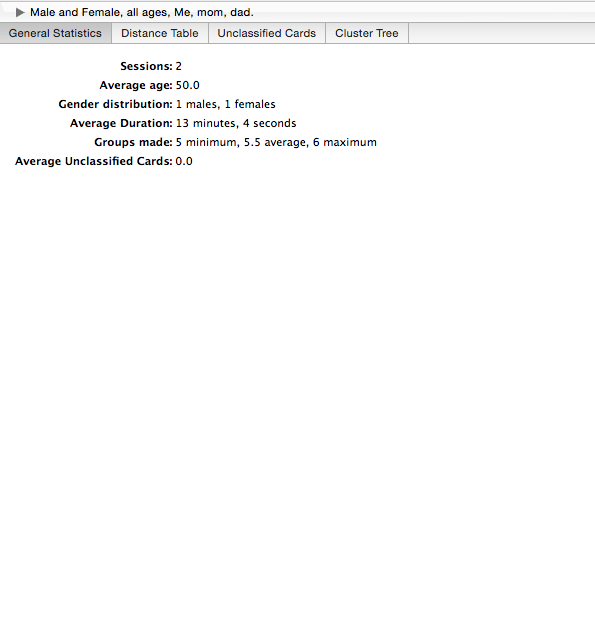 Male and Female, all ages, Me, mom, dad.
General Statistics Distance Table Unclassified Cards Cluster Tree
Sessions: 2
Average age: 50.0
Gender distribution: 1 males, 1 females
Average Duration: 13 minutes, 4 seconds
Groups made: 5 minimum, 5.5 average, 6 maximum
Average Unclassified Cards: 0.0